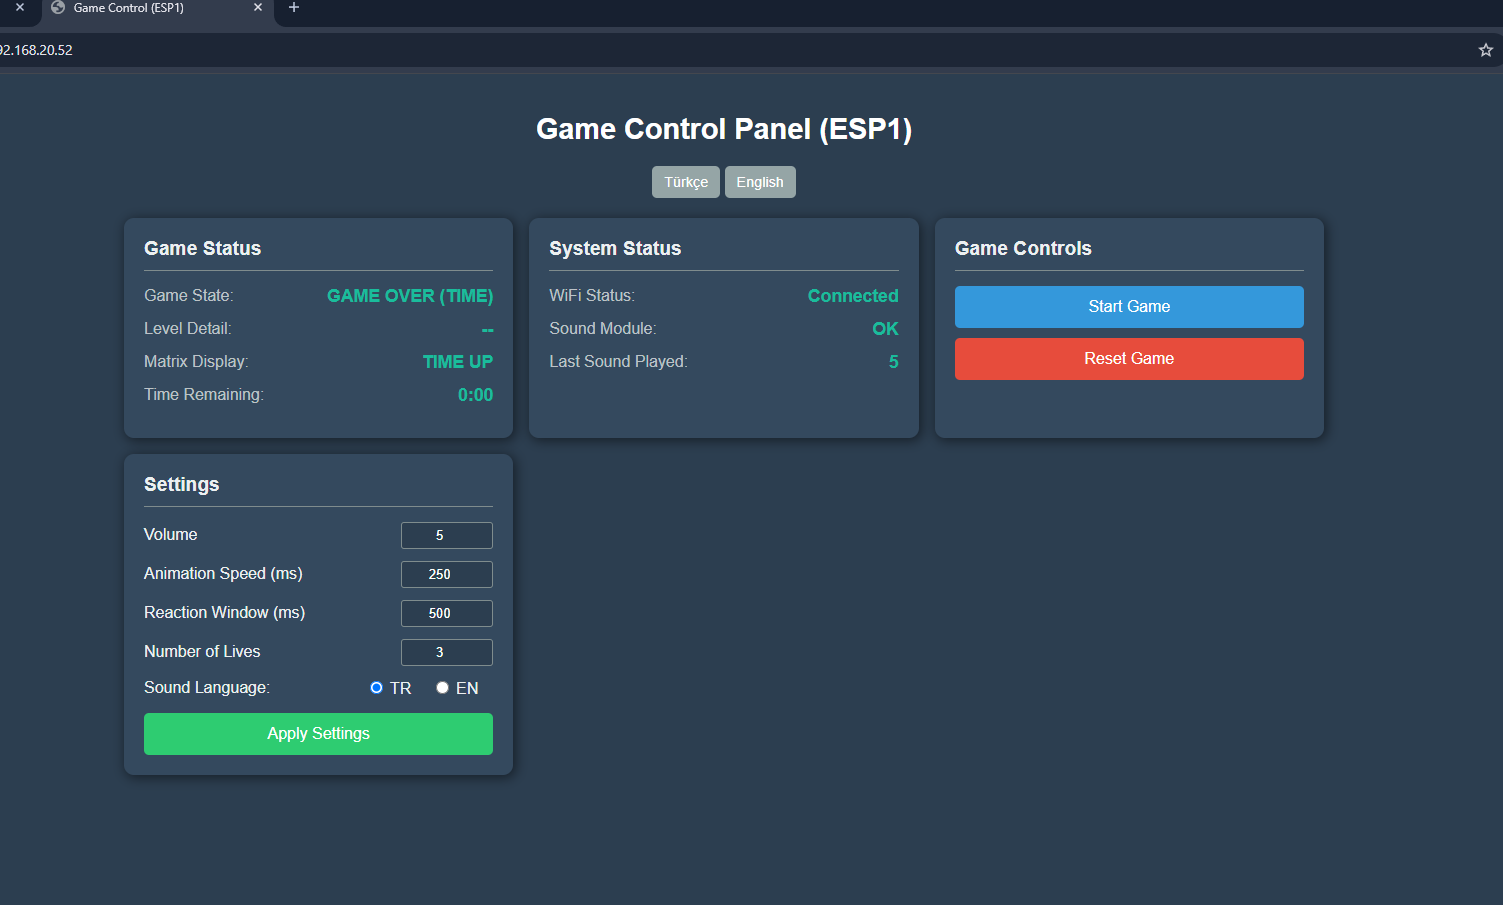 Game Control (ESP1)
92.168.20.52
Game Control Panel (ESP1)
Türkçe English
Game Status
Game State: GAME OVER (TIME)
Level Detail: --
Matrix Display: TIME UP
Time Remaining: 0:00
System Status
WiFi Status: Connected
Sound Module: OK
Last Sound Played: 5
Game Controls
Start Game
Reset Game
Settings
Volume 5
Animation Speed (ms) 250
Reaction Window (ms) 500
Number of Lives 3
Sound Language: TR EN
Apply Settings